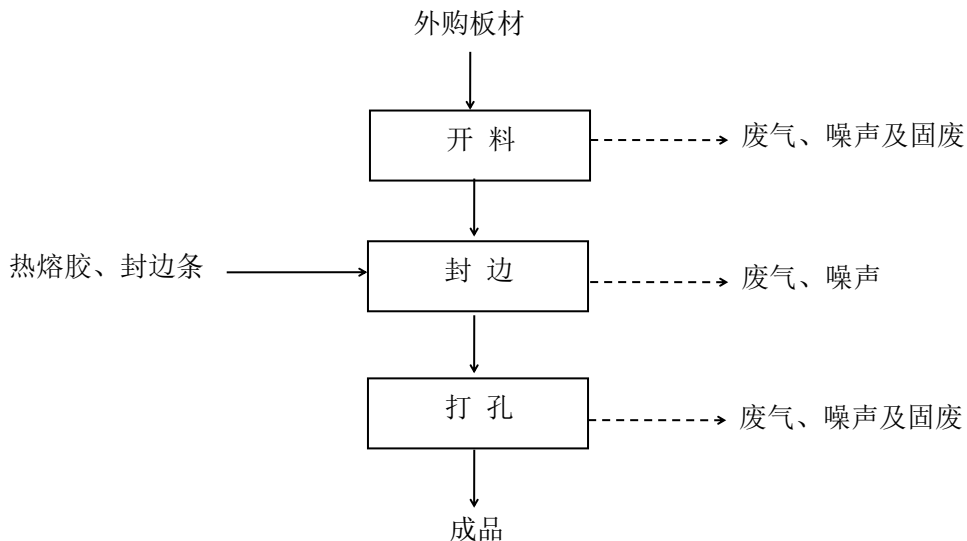 外购板材
开 料
废气、噪声及固废
热熔胶、封边条
封 边
废气、噪声
打 孔
废气、噪声及固废
成品